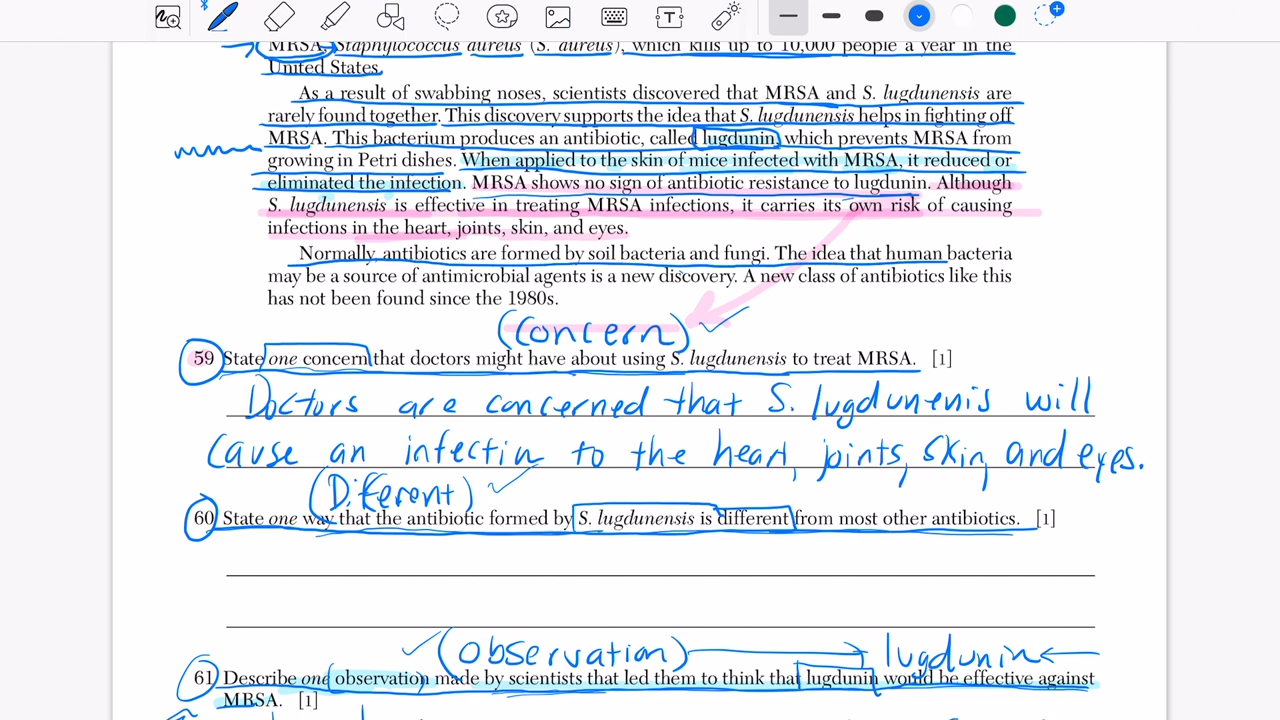 MRSA, Staphylococcus aureus (S. aureus), which kills up to 10,000 people a year in the
United States.
As a result of swabbing noses, scientists discovered that MRSA and S. lugdunensis are
rarely found together. This discovery supports the idea that S. lugdunensis helps in fighting off
MRSA. This bacterium produces an antibiotic, called lugdunin, which prevents MRSA from
growing in Petri dishes. When applied to the skin of mice infected with MRSA, it reduced or
eliminated the infection. MRSA shows no sign of antibiotic resistance to lugdunin. Although
S. lugdunensis is effective in treating MRSA infections, it carries its own risk of causing
infections in the heart, joints, skin, and eyes.
Normally, antibiotics are formed by soil bacteria and fungi. The idea that human bacteria
may be a source of antimicrobial agents is a new discovery. A new class of antibiotics like this
has not been found since the 1980s.
(Concern)
59 State one concern that doctors might have about using S. lugdunensis to treat MRSA. [1]
Doctors are concerned that S. lugdunenis will
cause an infectin to the heart, joints, skin, and eyes.
(Different)
60 State one way that the antibiotic formed by S. lugdunensis is different from most other antibiotics. [1]
(observation) lugdunin
61 Describe one observation made by scientists that led them to think that lugdunin would be effective against
MRSA. [1]